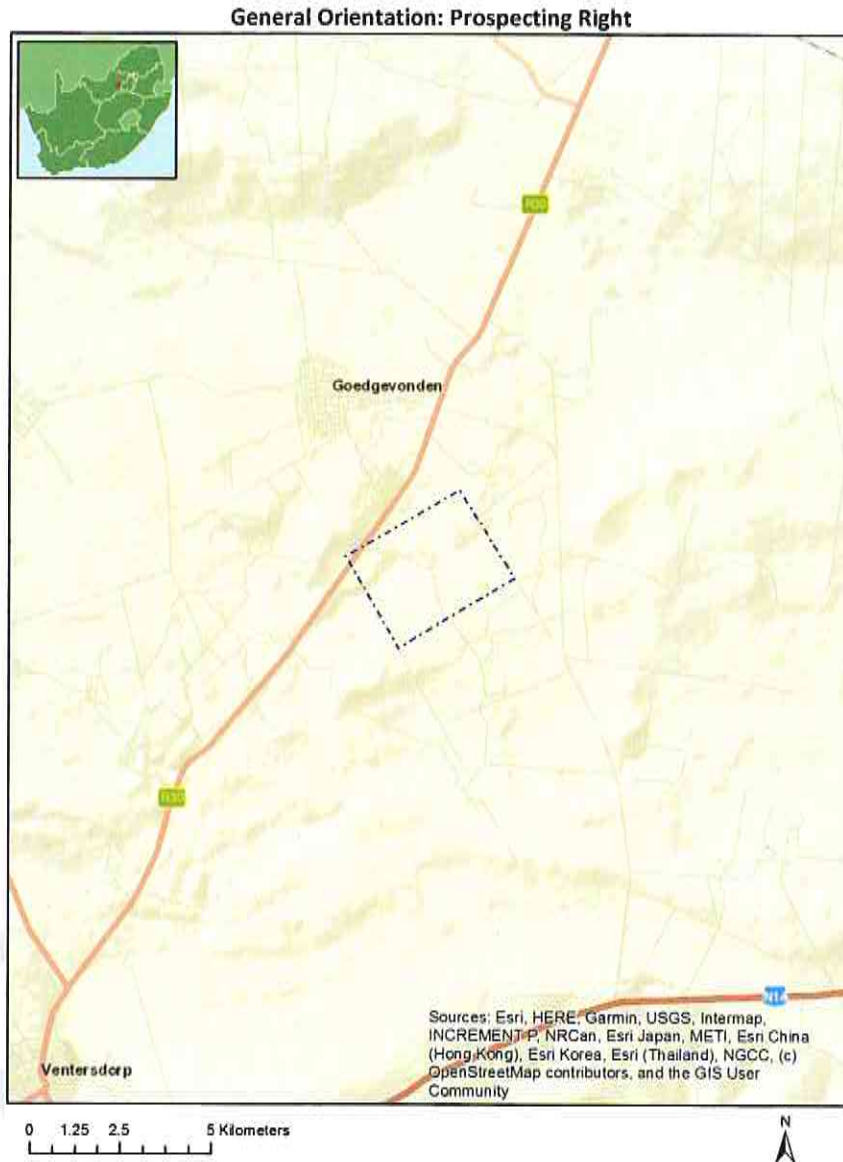 General Orientation: Prospecting Right
R30
Goedgevonden
R30
N14
Sources: Esri, HERE, Garmin, USGS, Intermap,
INCREMENT P, NRCan, Esri Japan, METI, Esri China
(Hong Kong), Esri Korea, Esri (Thailand), NGCC, (c)
OpenStreetMap contributors, and the GIS User
Community
Ventersdorp
0 1.25 2.5 5 Kilometers
N